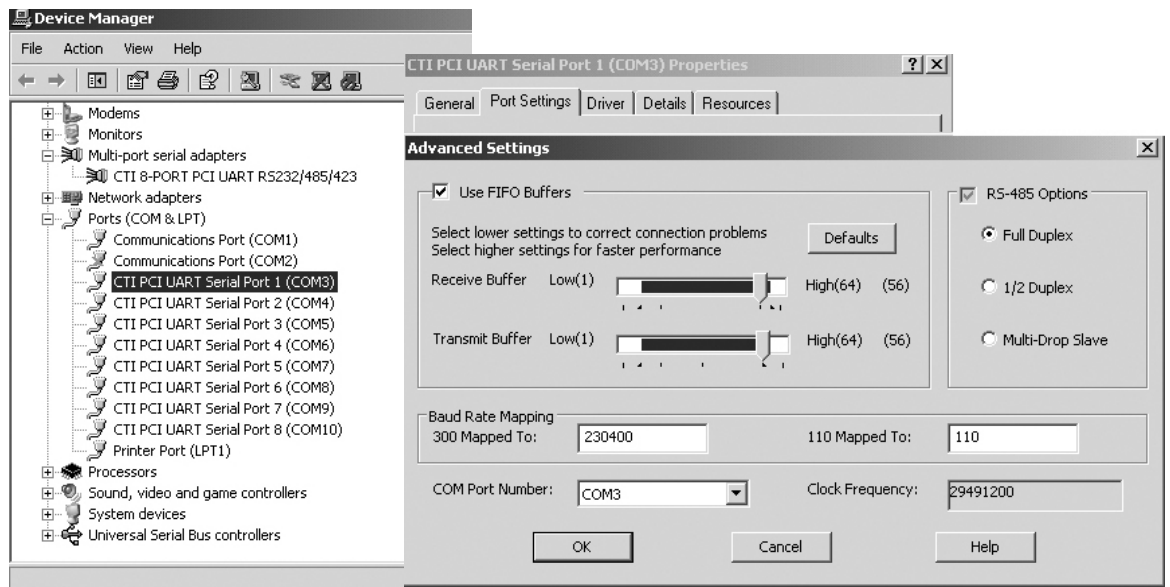 Device Manager
File Action View Help
Modems
Monitors
Multi-port serial adapters
CTI 8-PORT PCI UART RS232/485/423
Network adapters
Ports (COM & LPT)
Communications Port (COM1)
Communications Port (COM2)
CTI PCI UART Serial Port 1 (COM3)
CTI PCI UART Serial Port 2 (COM4)
CTI PCI UART Serial Port 3 (COM5)
CTI PCI UART Serial Port 4 (COM6)
CTI PCI UART Serial Port 5 (COM7)
CTI PCI UART Serial Port 6 (COM8)
CTI PCI UART Serial Port 7 (COM9)
CTI PCI UART Serial Port 8 (COM10)
Printer Port (LPT1)
Processors
Sound, video and game controllers
System devices
Universal Serial Bus controllers
CTI PCI UART Serial Port 1 (COM3) Properties
General Port Settings Driver Details Resources
Advanced Settings
Use FIFO Buffers
Select lower settings to correct connection problems
Select higher settings for faster performance
Defaults
Receive Buffer Low(1) High(64) (56)
Transmit Buffer Low(1) High(64) (56)
RS-485 Options
Full Duplex
1/2 Duplex
Multi-Drop Slave
Baud Rate Mapping
300 Mapped To: 230400 110 Mapped To: 110
COM Port Number: COM3 Clock Frequency: 29491200
OK Cancel Help